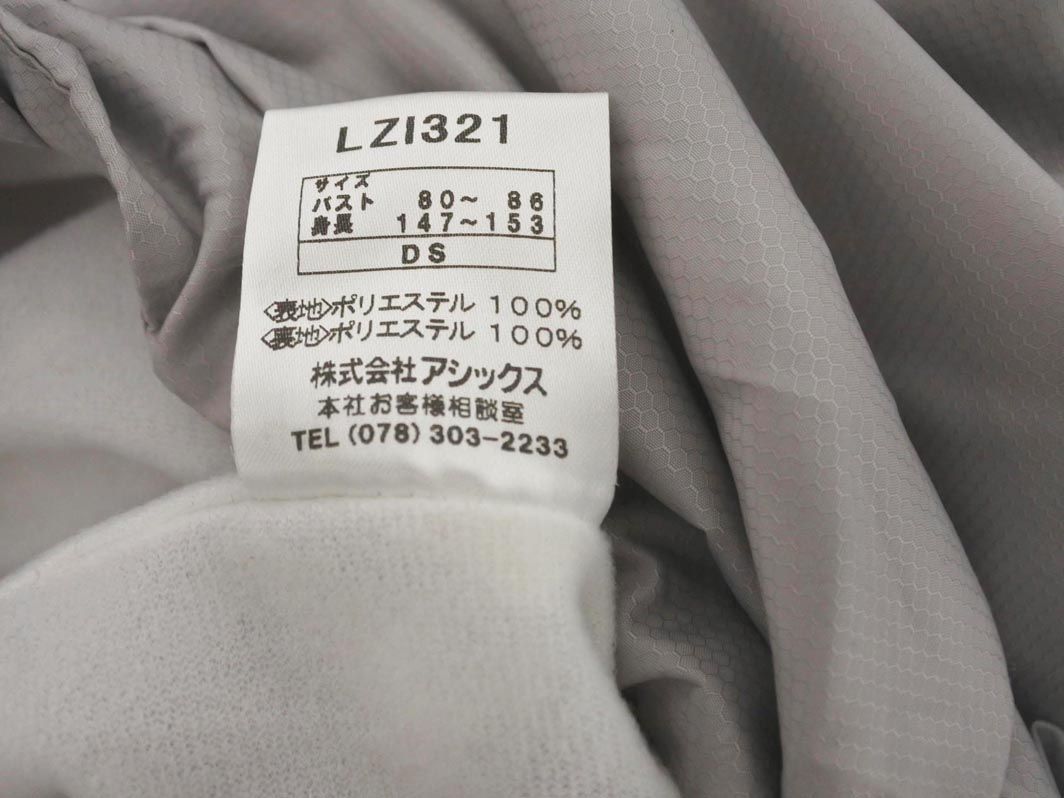 LZI321
サイズ
バスト 80～ 86
身長 147～153
DS
〈表地〉ポリエステル 100%
〈裏地〉ポリエステル 100%
株式会社アシックス
本社お客様相談室
TEL (078) 303-2233